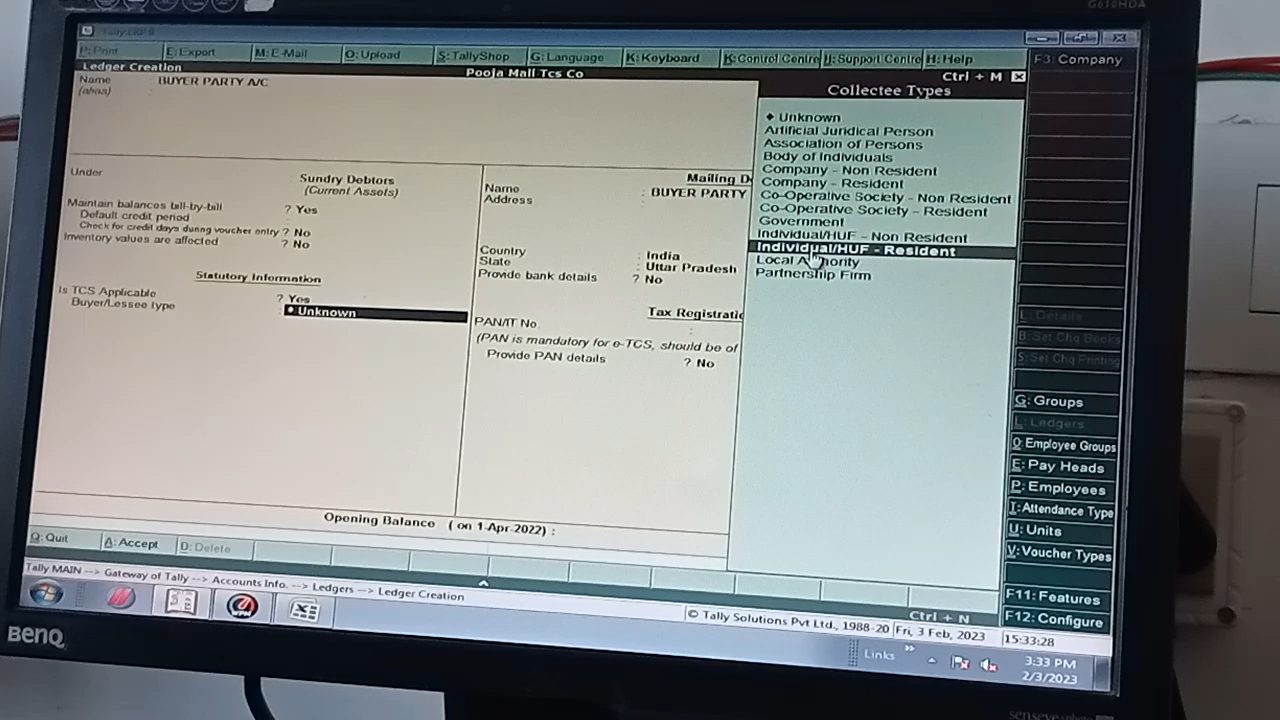 G610HDA
P: Print E: Export M: E-Mail O: Upload S: TallyShop G: Language K: Keyboard K: Control Centre H: Support Centre H: Help F3: Company
Ledger Creation Pooja Mall Tcs Co Ctrl + M
Name BUYER PARTY A/C
(alias)
Collectee Types
♦ Unknown
Artificial Juridical Person
Association of Persons
Body of Individuals
Company - Non Resident
Company - Resident
Co-Operative Society - Non Resident
Co-Operative Society - Resident
Government
Individual/HUF - Non Resident
Individual/HUF - Resident
Local Authority
Partnership Firm
Under : Sundry Debtors
(Current Assets)
Maintain balances bill-by-bill ? Yes
Default credit period
Check for credit days during voucher entry ? No
Inventory values are affected ? No
Statutory Information
Is TCS Applicable ? Yes
Buyer/Lessee type : ♦ Unknown
Mailing D
Name : BUYER PARTY
Address :
Country : India
State : Uttar Pradesh
Provide bank details ? No
Tax Registratio
PAN/IT No. :
(PAN is mandatory for e-TCS, should be of
Provide PAN details ? No
L: Details
B: Set Chq Books
S: Set Chq Printing
G: Groups
L: Ledgers
O: Employee Groups
E: Pay Heads
P: Employees
I: Attendance Type
U: Units
V: Voucher Types
F11: Features
F12: Configure
Opening Balance ( on 1-Apr-2022) :
Q: Quit A: Accept D: Delete
Tally MAIN --> Gateway of Tally --> Accounts Info. --> Ledgers --> Ledger Creation
© Tally Solutions Pvt Ltd., 1988-20 Fri, 3 Feb, 2023 15:33:28
Ctrl + N
Links » 3:33 PM
2/3/2023
BenQ
senseye